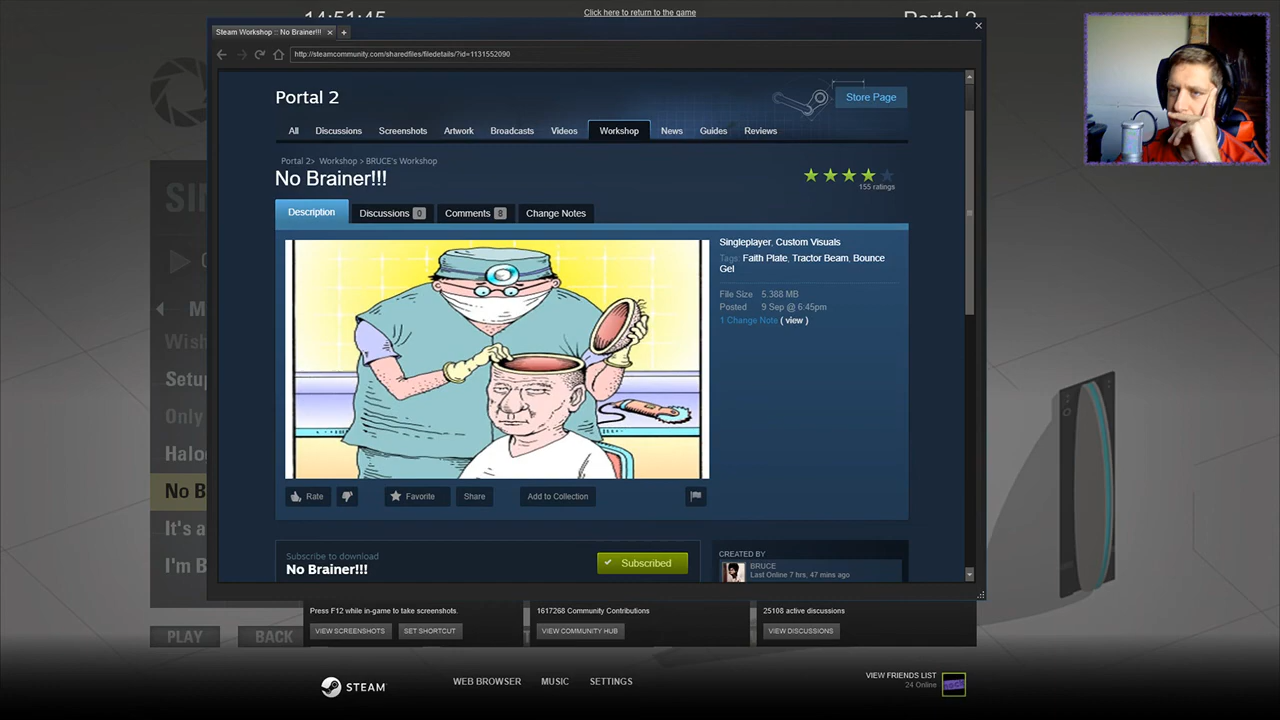 14:51:45
Click here to return to the game
Portal 2
Steam Workshop :: No Brainer!!!
http://steamcommunity.com/sharedfiles/filedetails/?id=1131552090
Portal 2
Store Page
All Discussions Screenshots Artwork Broadcasts Videos Workshop News Guides Reviews
Portal 2> Workshop > BRUCE's Workshop
No Brainer!!!
155 ratings
Description Discussions 0 Comments 8 Change Notes
Singleplayer, Custom Visuals
Tags: Faith Plate, Tractor Beam, Bounce
Gel
File Size 5.388 MB
Posted 9 Sep @ 6:45pm
1 Change Note ( view )
Rate Favorite Share Add to Collection
Subscribe to download
No Brainer!!!
Subscribed
CREATED BY
BRUCE
Last Online 7 hrs, 47 mins ago
SIN
M
Wish
Setup
Only
Halo
No B
It's a
I'm B
PLAY BACK
Press F12 while in-game to take screenshots.
VIEW SCREENSHOTS SET SHORTCUT
1617268 Community Contributions
VIEW COMMUNITY HUB
25108 active discussions
VIEW DISCUSSIONS
STEAM
WEB BROWSER MUSIC SETTINGS
VIEW FRIENDS LIST
24 Online